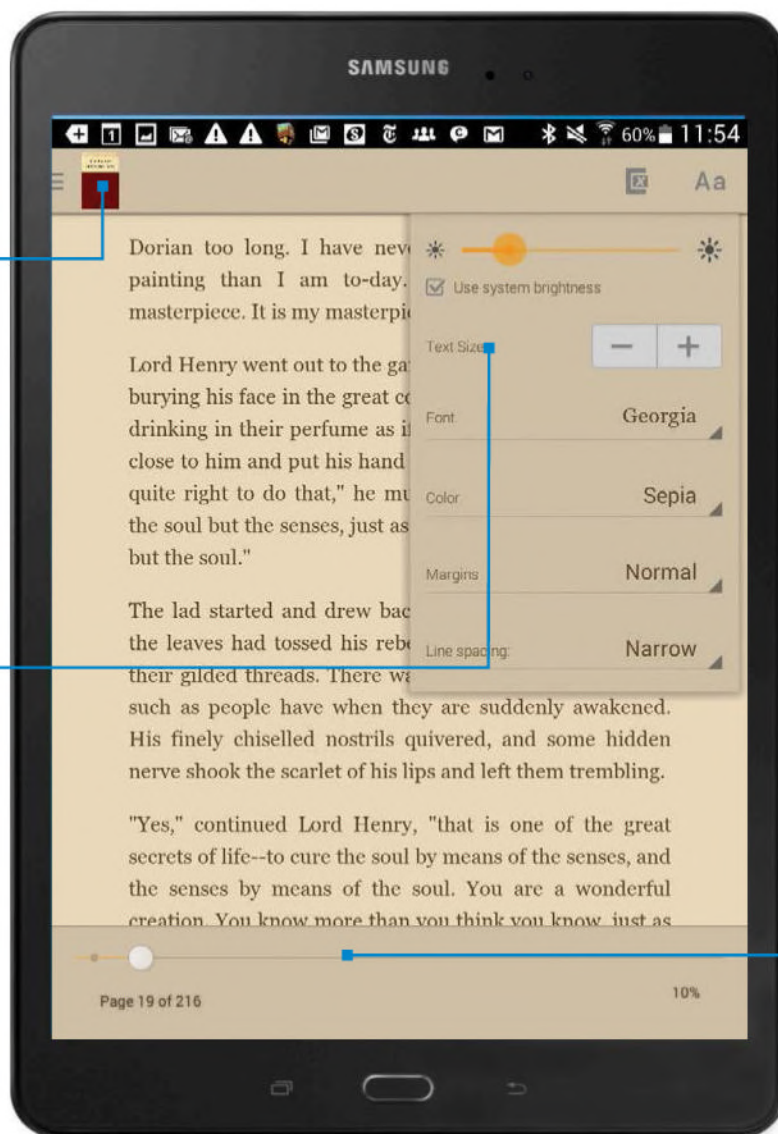 SAMSUNG
1
60% 11:54
Aa
Dorian too long. I have nev
painting than I am to-day.
masterpiece. It is my masterpi
Use system brightness
Text Size
Lord Henry went out to the ga
burying his face in the great c
drinking in their perfume as i
close to him and put his hand
quite right to do that," he mu
the soul but the senses, just as
but the soul."
Font Georgia
Color Sepia
Margins Normal
Line spacing: Narrow
The lad started and drew bac
the leaves had tossed his reb
their gilded threads. There wa
such as people have when they are suddenly awakened.
His finely chiselled nostrils quivered, and some hidden
nerve shook the scarlet of his lips and left them trembling.
"Yes," continued Lord Henry, "that is one of the great
secrets of life--to cure the soul by means of the senses, and
the senses by means of the soul. You are a wonderful
creation. You know more than you think you know, just as
Page 19 of 216
10%